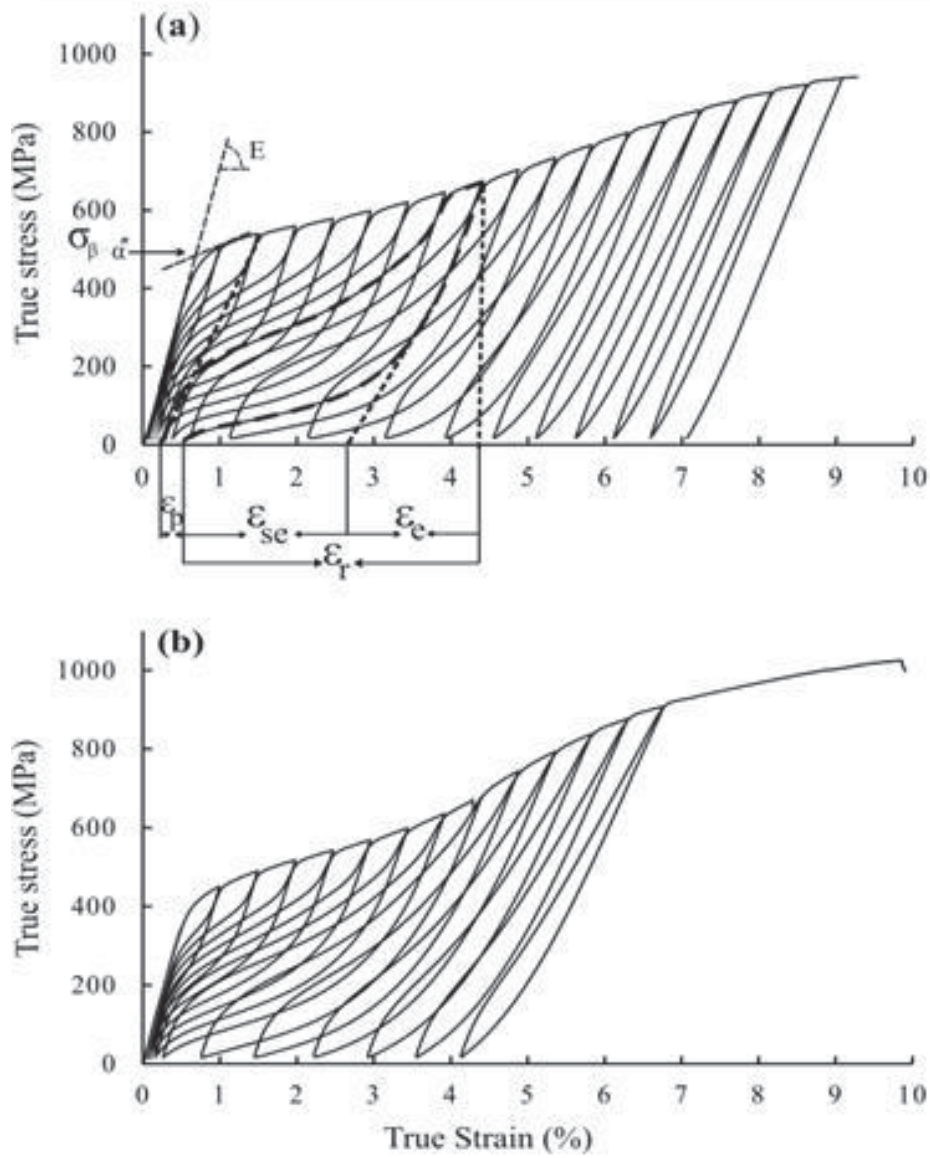 (a)
True stress (MPa)
1000
800
600
400
200
0
E
σβ-α"
0 1 2 3 4 5 6 7 8 9 10
εp εse εe
εr
(b)
True stress (MPa)
1000
800
600
400
200
0
0 1 2 3 4 5 6 7 8 9 10
True Strain (%)